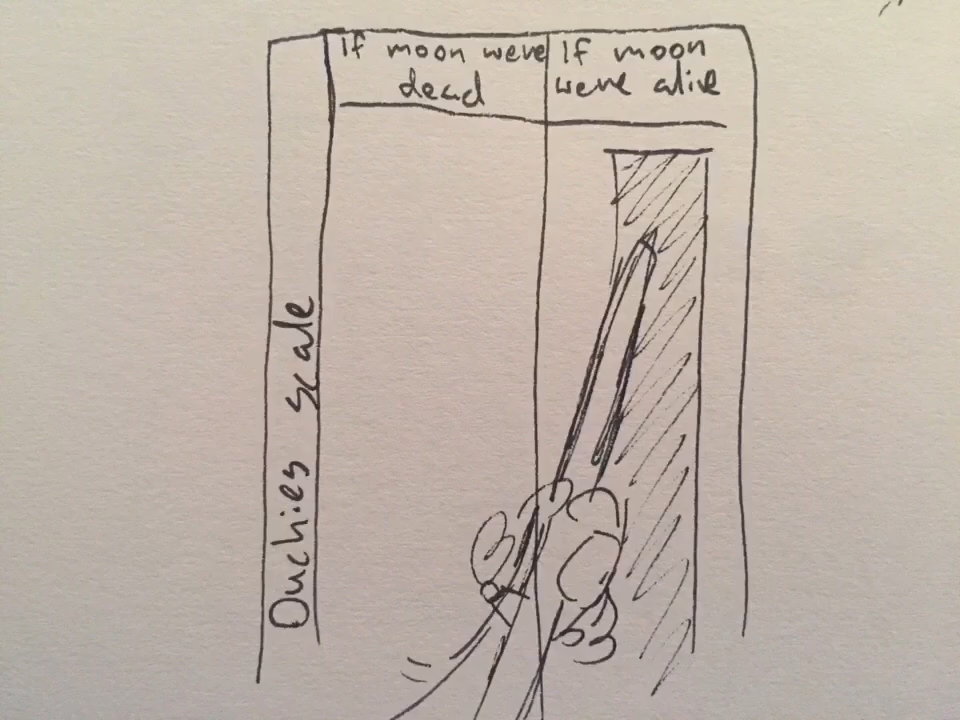 If moon were
dead
If moon
were alive
Ouchies scale